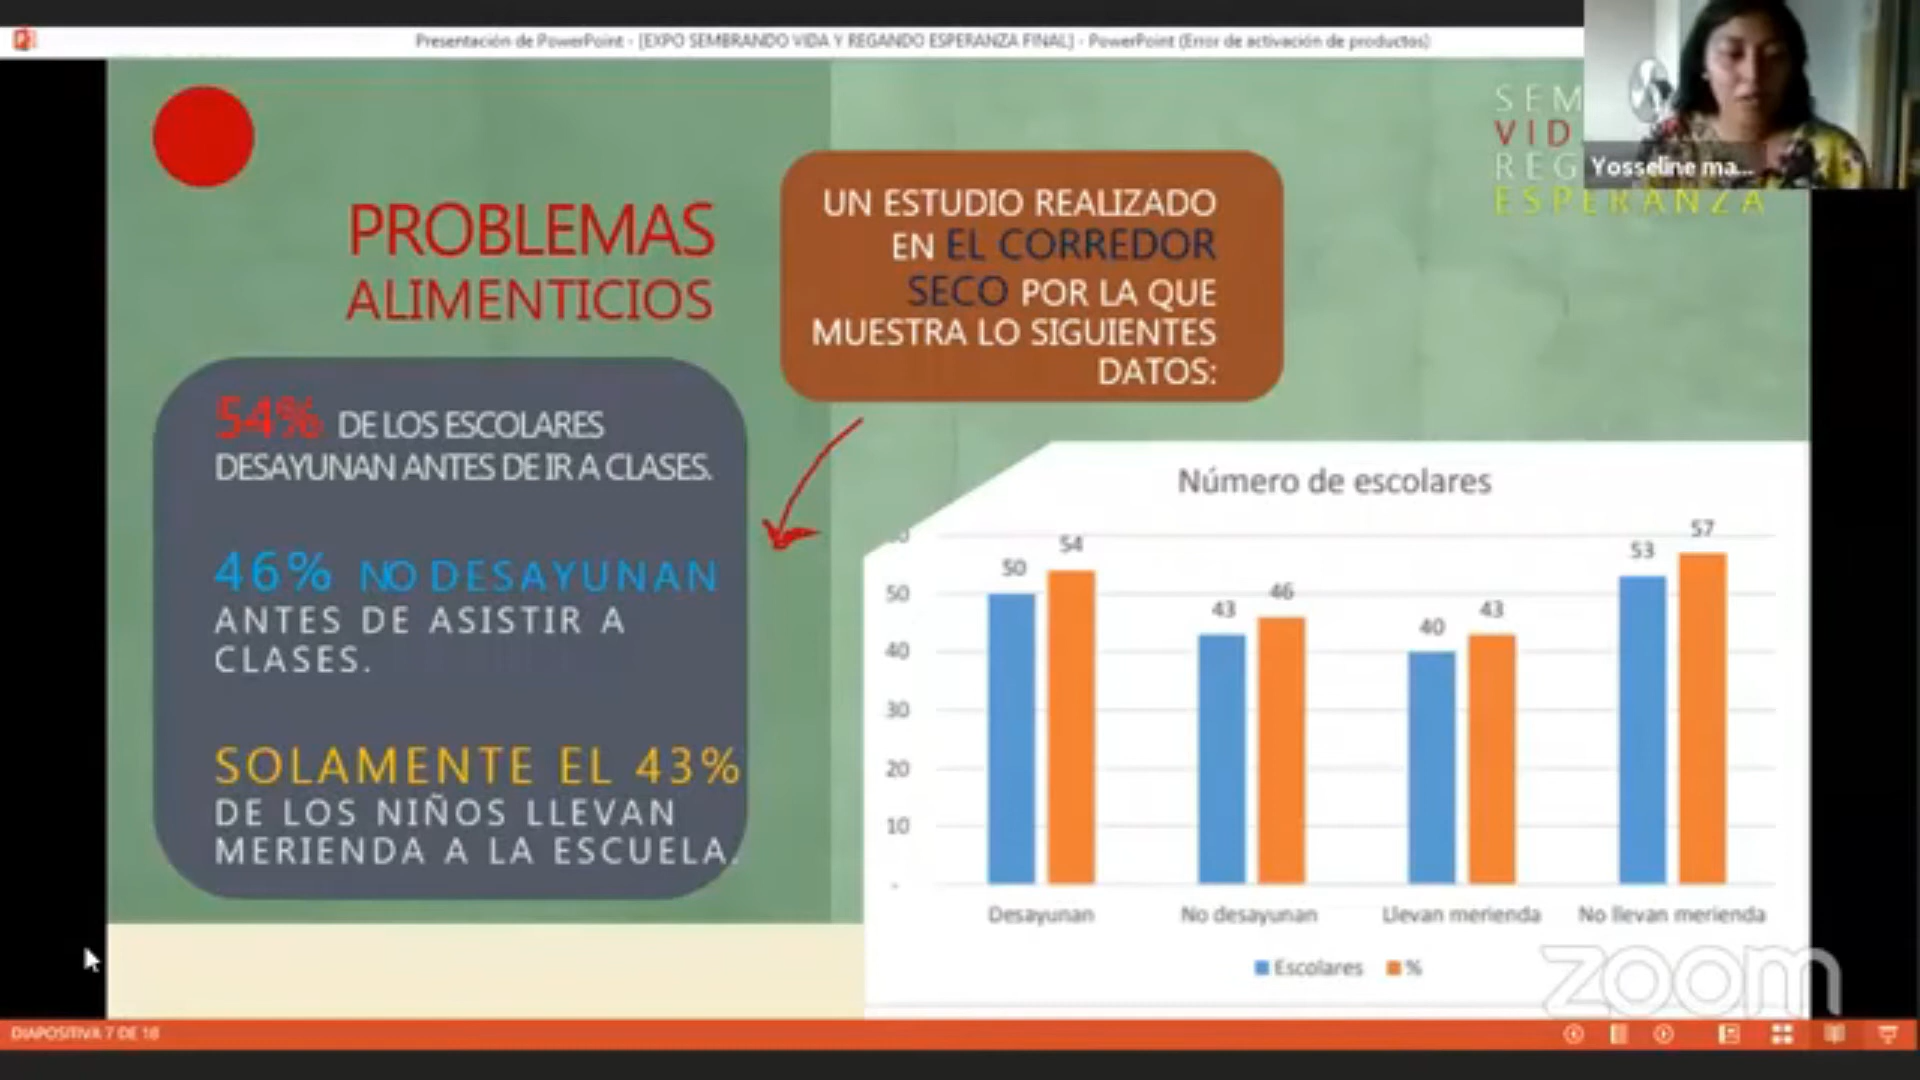 Presentación de PowerPoint - [EXPO SEMBRANDO VIDA Y REGANDO ESPERANZA FINAL] - PowerPoint (Error de activación de productos)
SEM
VID
REG
ESPERANZA
Yosseline ma...
PROBLEMAS
ALIMENTICIOS
UN ESTUDIO REALIZADO
EN EL CORREDOR
SECO POR LA QUE
MUESTRA LO SIGUIENTES
DATOS:
54% DE LOS ESCOLARES
DESAYUNAN ANTES DE IR A CLASES.
46% NO DESAYUNAN
ANTES DE ASISTIR A
CLASES.
SOLAMENTE EL 43%
DE LOS NIÑOS LLEVAN
MERIENDA A LA ESCUELA.
Número de escolares
50 54 43 46 40 43 53 57
50
40
30
20
10
-
Desayunan No desayunan Llevan merienda No llevan merienda
Escolares %
zoom
DIAPOSITIVA 7 DE 18